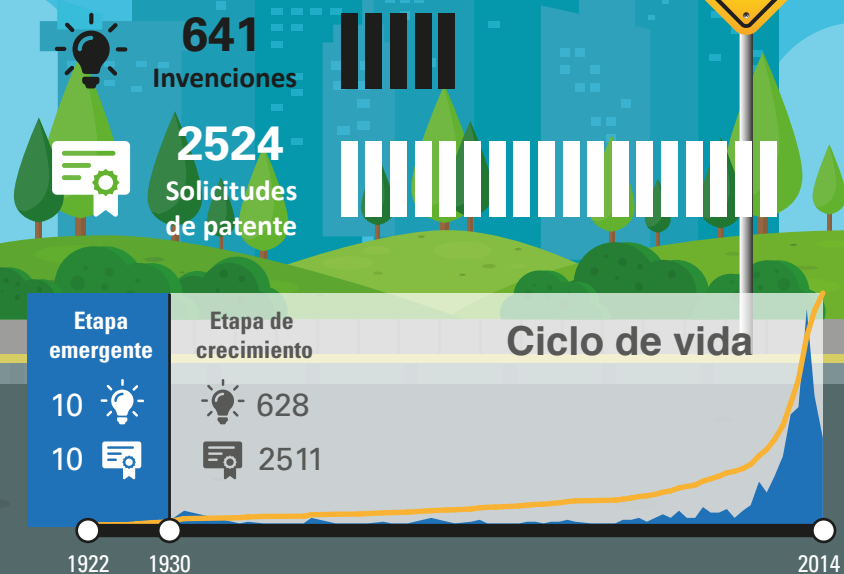 641
Invenciones
2524
Solicitudes
de patente
Etapa
emergente
10
10
Etapa de
crecimiento
628
2511
Ciclo de vida
1922
1930
2014